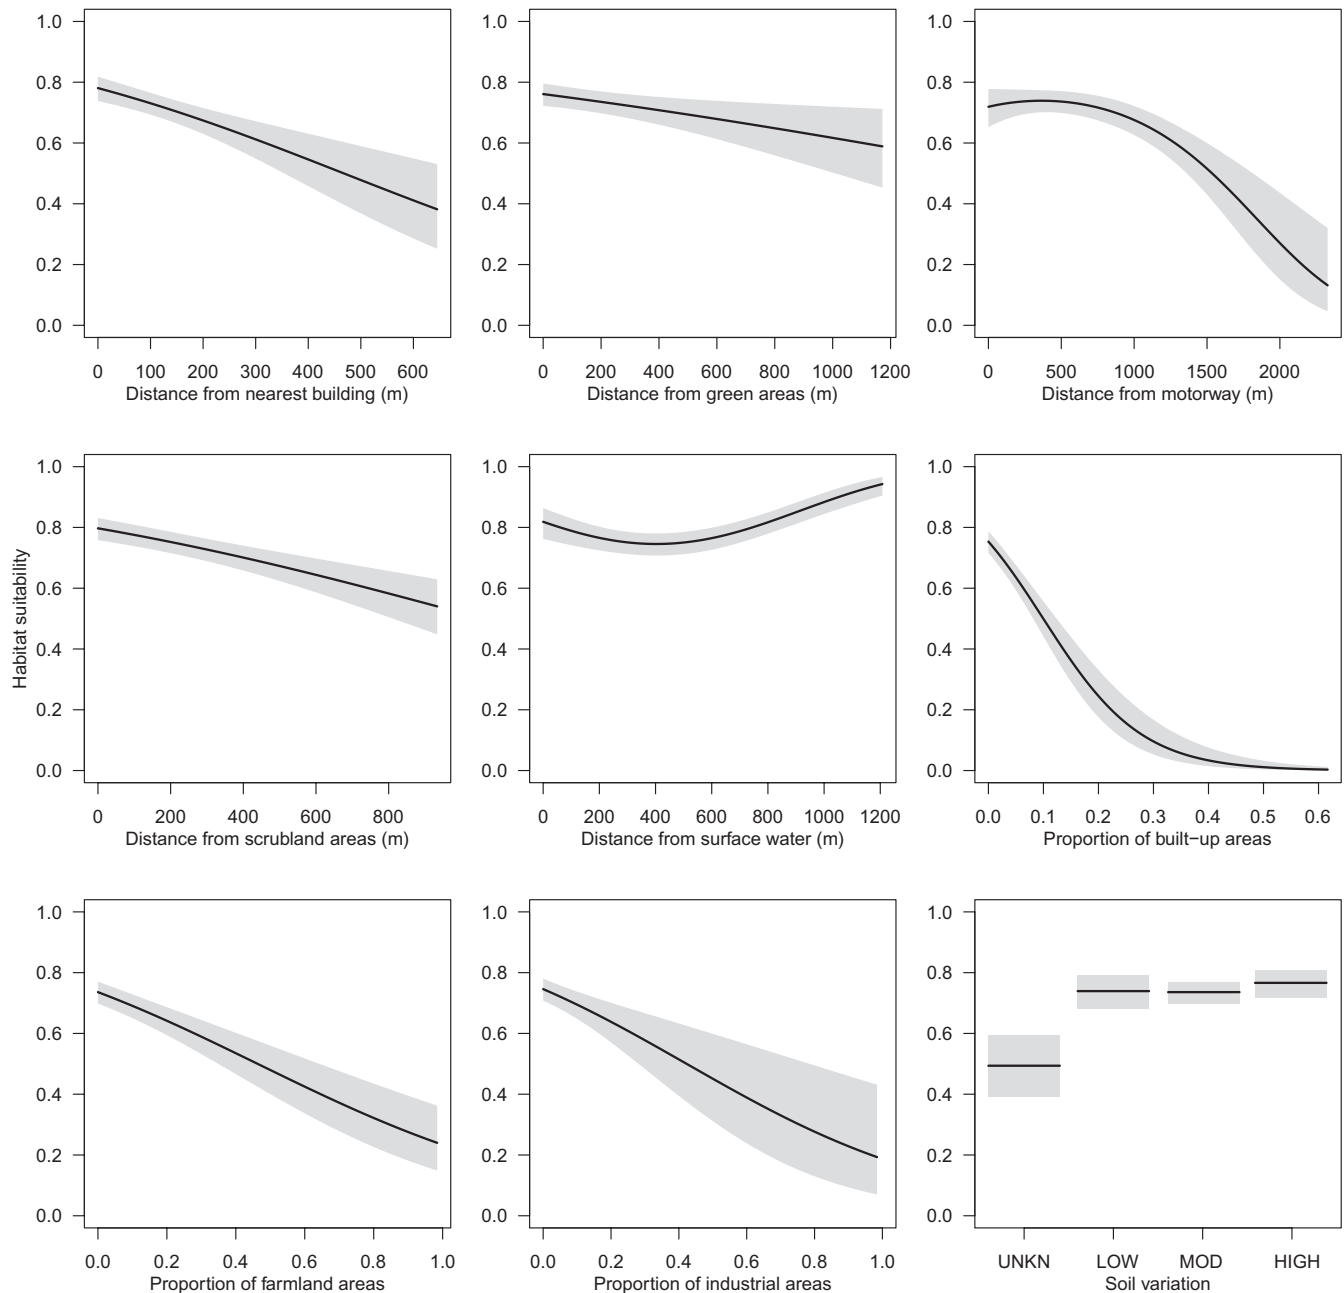 1.0
0.8
0.6
0.4
0.2
0.0
0 100 200 300 400 500 600
Distance from nearest building (m)
1.0
0.8
0.6
0.4
0.2
0.0
0 200 400 600 800 1000 1200
Distance from green areas (m)
1.0
0.8
0.6
0.4
0.2
0.0
0 500 1000 1500 2000
Distance from motorway (m)
Habitat suitability
1.0
0.8
0.6
0.4
0.2
0.0
0 200 400 600 800
Distance from scrubland areas (m)
1.0
0.8
0.6
0.4
0.2
0.0
0 200 400 600 800 1000 1200
Distance from surface water (m)
1.0
0.8
0.6
0.4
0.2
0.0
0.0 0.1 0.2 0.3 0.4 0.5 0.6
Proportion of built−up areas
1.0
0.8
0.6
0.4
0.2
0.0
0.0 0.2 0.4 0.6 0.8 1.0
Proportion of farmland areas
1.0
0.8
0.6
0.4
0.2
0.0
0.0 0.2 0.4 0.6 0.8 1.0
Proportion of industrial areas
1.0
0.8
0.6
0.4
0.2
0.0
UNKN LOW MOD HIGH
Soil variation